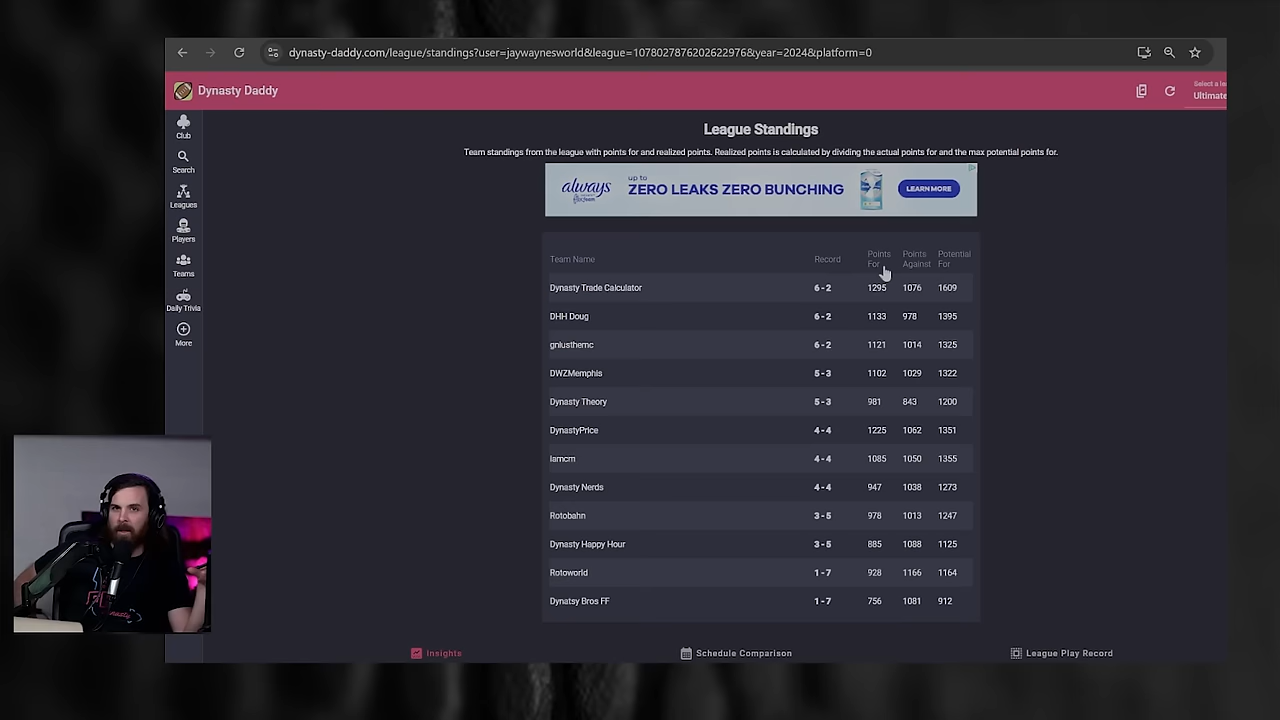 dynasty-daddy.com/league/standings?user=jaywaynesworld&league=1078027876202622976&year=2024&platform=0
Dynasty Daddy
Select a le
Ultimate
Club
Search
Leagues
Players
Teams
Daily Trivia
More
League Standings
Team standings from the league with points for and realized points. Realized points is calculated by dividing the actual points for and the max potential points for.
always
up to
ZERO LEAKS ZERO BUNCHING
LEARN MORE
Team Name Record Points For Points Against Potential For
Dynasty Trade Calculator 6 - 2 1295 1076 1609
DHH Doug 6 - 2 1133 978 1395
gnlusthemc 6 - 2 1121 1014 1325
DWZMemphis 5 - 3 1102 1029 1322
Dynasty Theory 5 - 3 981 843 1200
DynastyPrice 4 - 4 1225 1062 1351
iamcm 4 - 4 1085 1050 1355
Dynasty Nerds 4 - 4 947 1038 1273
Rotobahn 3 - 5 978 1013 1247
Dynasty Happy Hour 3 - 5 885 1088 1125
Rotoworld 1 - 7 928 1166 1164
Dynatsy Bros FF 1 - 7 756 1081 912
Insights
Schedule Comparison
League Play Record